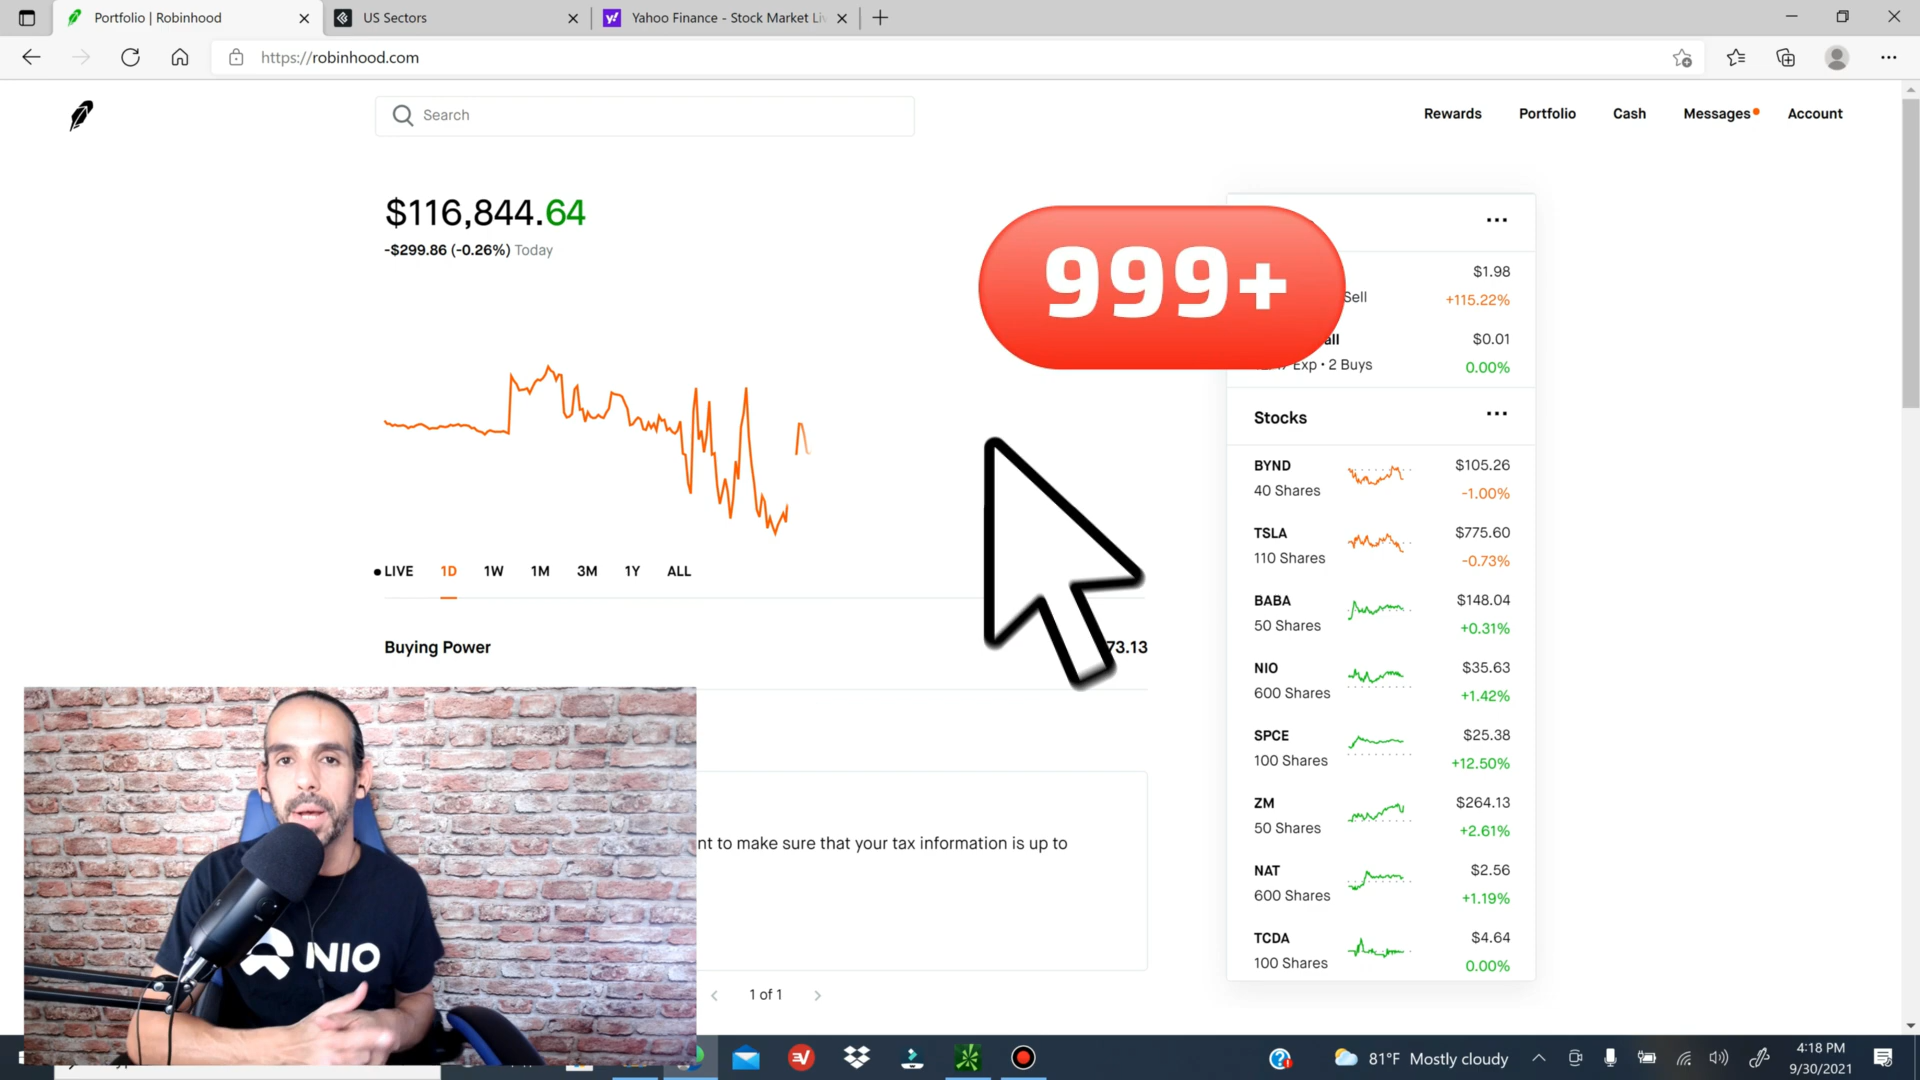 Portfolio | Robinhood
US Sectors
Yahoo Finance - Stock Market Liv
https://robinhood.com
Search
Rewards
Portfolio
Cash
Messages
Account
$116,844.64
-$299.86 (-0.26%) Today
999+
$1.98
Sell
+115.22%
all
$0.01
Exp • 2 Buys
0.00%
Stocks
BYND
$105.26
40 Shares
-1.00%
TSLA
$775.60
110 Shares
-0.73%
BABA
$148.04
50 Shares
+0.31%
NIO
$35.63
600 Shares
+1.42%
SPCE
$25.38
100 Shares
+12.50%
ZM
$264.13
50 Shares
+2.61%
NAT
$2.56
600 Shares
+1.19%
TCDA
$4.64
100 Shares
0.00%
LIVE 1D 1W 1M 3M 1Y ALL
Buying Power
73.13
nt to make sure that your tax information is up to
1 of 1
NIO
81°F Mostly cloudy
4:18 PM
9/30/2021